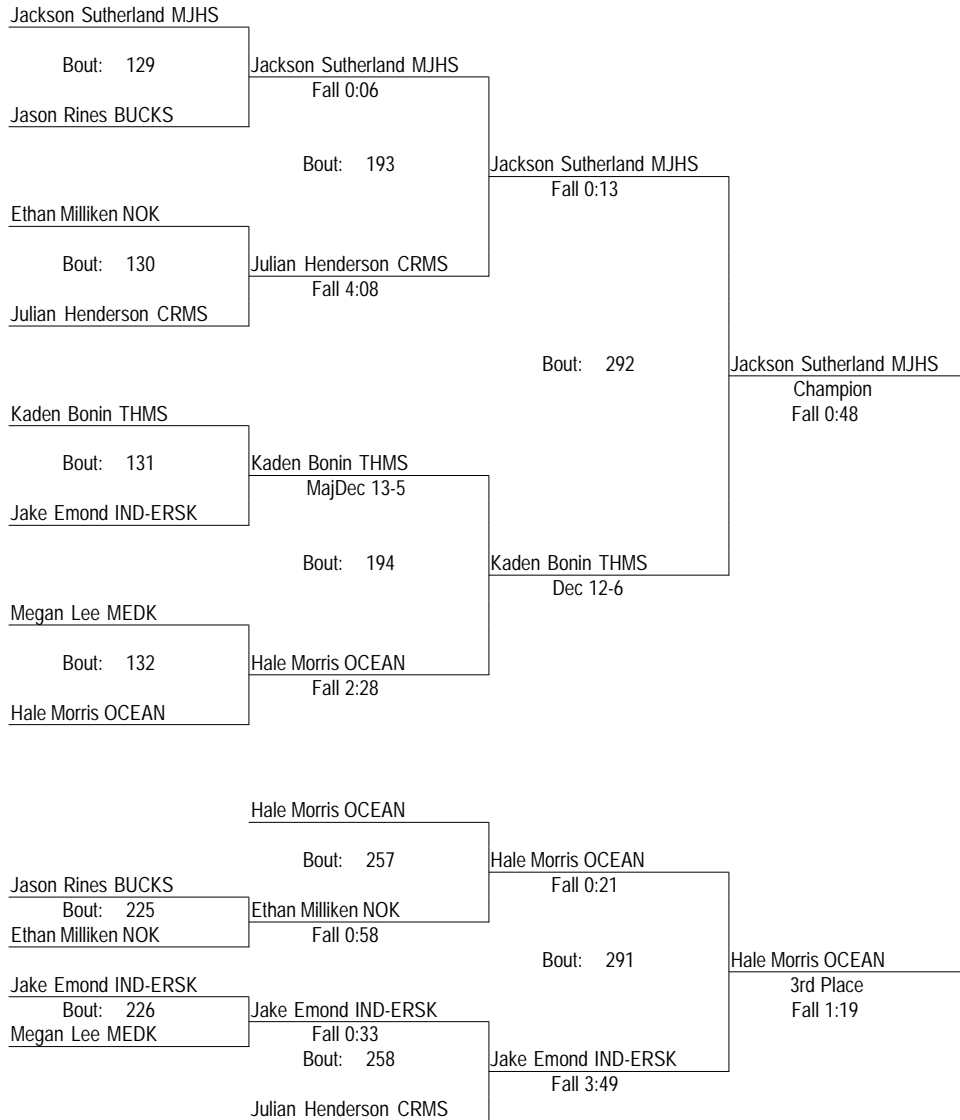 Jackson Sutherland MJHS
Bout: 129
Jackson Sutherland MJHS
Fall 0:06
Jason Rines BUCKS
Bout: 193
Jackson Sutherland MJHS
Fall 0:13
Ethan Milliken NOK
Bout: 130
Julian Henderson CRMS
Fall 4:08
Julian Henderson CRMS
Bout: 292
Jackson Sutherland MJHS
Champion
Fall 0:48
Kaden Bonin THMS
Bout: 131
Kaden Bonin THMS
MajDec 13-5
Jake Emond IND-ERSK
Bout: 194
Kaden Bonin THMS
Dec 12-6
Megan Lee MEDK
Bout: 132
Hale Morris OCEAN
Fall 2:28
Hale Morris OCEAN
Hale Morris OCEAN
Bout: 257
Hale Morris OCEAN
Fall 0:21
Jason Rines BUCKS
Bout: 225
Ethan Milliken NOK
Fall 0:58
Ethan Milliken NOK
Bout: 291
Hale Morris OCEAN
3rd Place
Fall 1:19
Jake Emond IND-ERSK
Bout: 226
Jake Emond IND-ERSK
Fall 0:33
Megan Lee MEDK
Bout: 258
Jake Emond IND-ERSK
Fall 3:49
Julian Henderson CRMS